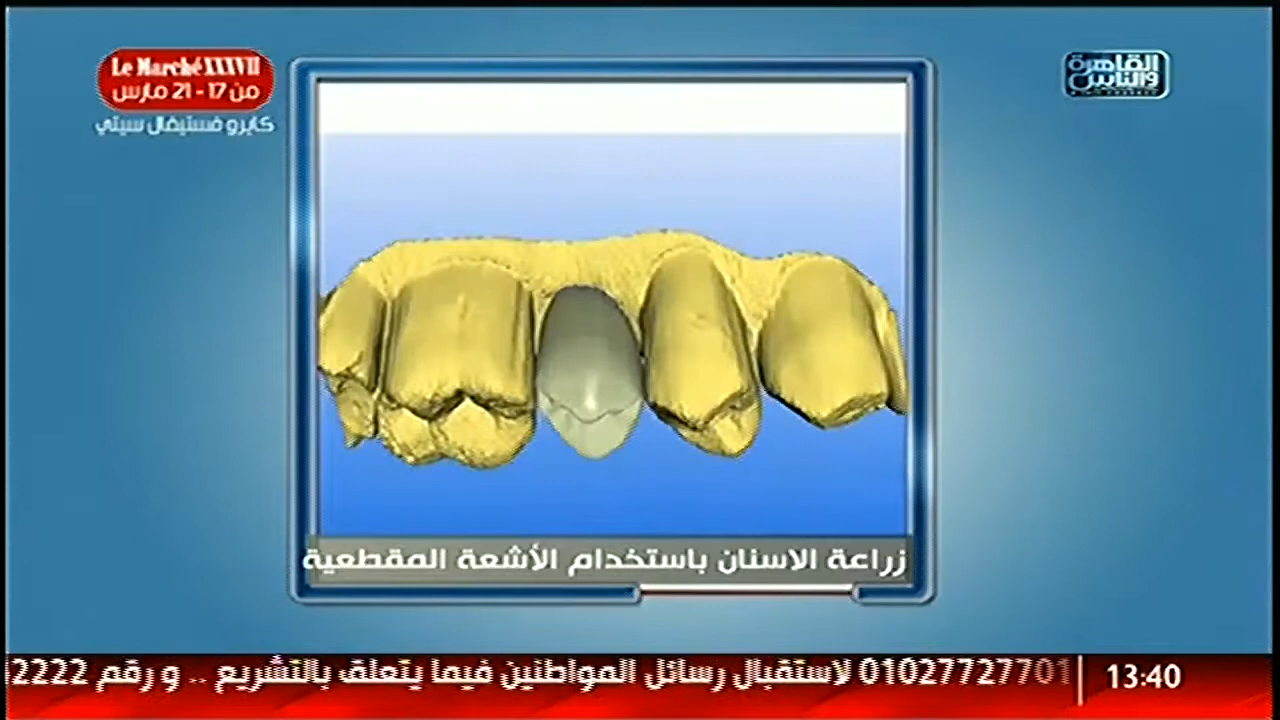 Le Marché XXXVII
من 17 - 21 مارس
كايرو فستيفال سيتي
القاهرة
والناس
زراعة الاسنان باستخدام الأشعة المقطعية
01027727701 لاستقبال رسائل المواطنين فيما يتعلق بالتشريع .. و رقم 2222
13:40